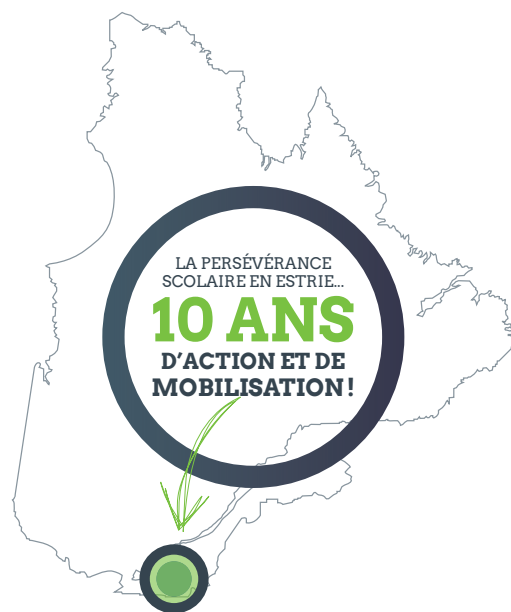 LA PERSÉVÉRANCE
SCOLAIRE EN ESTRIE...
10 ANS
D'ACTION ET DE
MOBILISATION !